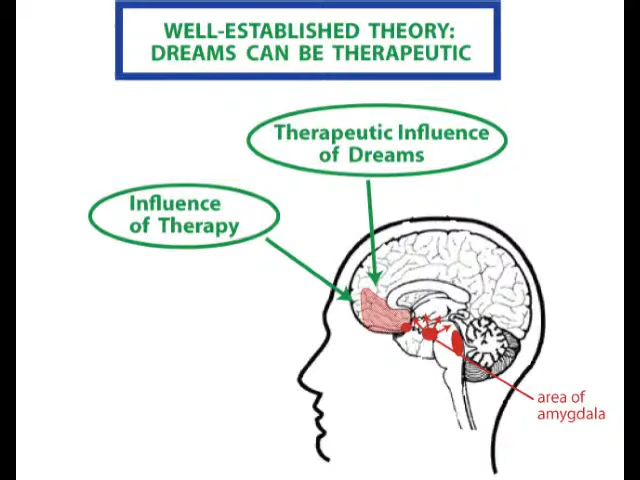 WELL-ESTABLISHED THEORY:
DREAMS CAN BE THERAPEUTIC
Therapeutic Influence
of Dreams
Influence
of Therapy
area of
amygdala